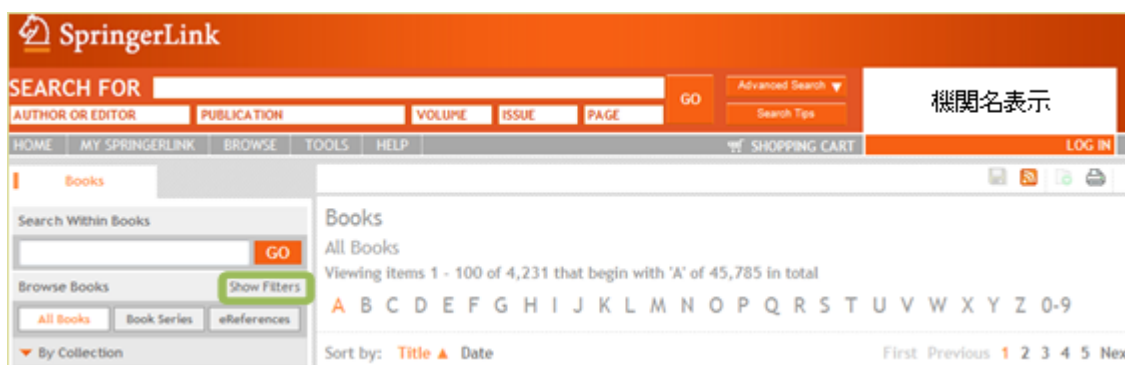 SpringerLink
SEARCH FOR
GO
Advanced Search
Search Tips
機関名表示
AUTHOR OR EDITOR PUBLICATION VOLUME ISSUE PAGE
HOME MY SPRINGERLINK BROWSE TOOLS HELP SHOPPING CART LOG IN
Books
Search Within Books
GO
Browse Books Show Filters
All Books Book Series eReferences
By Collection
Books
All Books
Viewing items 1 - 100 of 4,231 that begin with 'A' of 45,785 in total
A B C D E F G H I J K L M N O P Q R S T U V W X Y Z 0-9
Sort by: Title ▲ Date First Previous 1 2 3 4 5 Nex